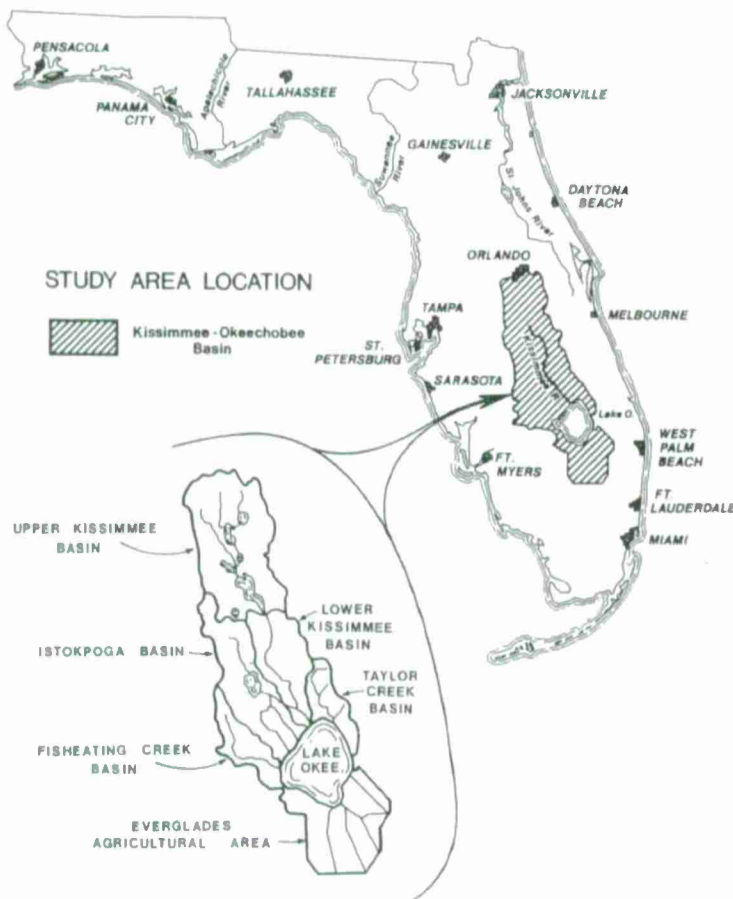 PENSACOLA
PANAMA
CITY
Apalachicola
River
TALLAHASSEE
JACKSONVILLE
GAINESVILLE
Suwannee
River
St. Johns River
DAYTONA
BEACH
ORLANDO
STUDY AREA LOCATION
Kissimmee - Okeechobee
Basin
TAMPA
ST.
PETERSBURG
MELBOURNE
SARASOTA
Kissimmee R.
Lake O.
FT.
MYERS
WEST
PALM
BEACH
FT.
LAUDERDALE
MIAMI
UPPER KISSIMMEE
BASIN
LOWER
KISSIMMEE
BASIN
ISTOKPOGA BASIN
TAYLOR
CREEK
BASIN
FISHEATING CREEK
BASIN
LAKE
OKEE.
EVERGLADES
AGRICULTURAL AREA